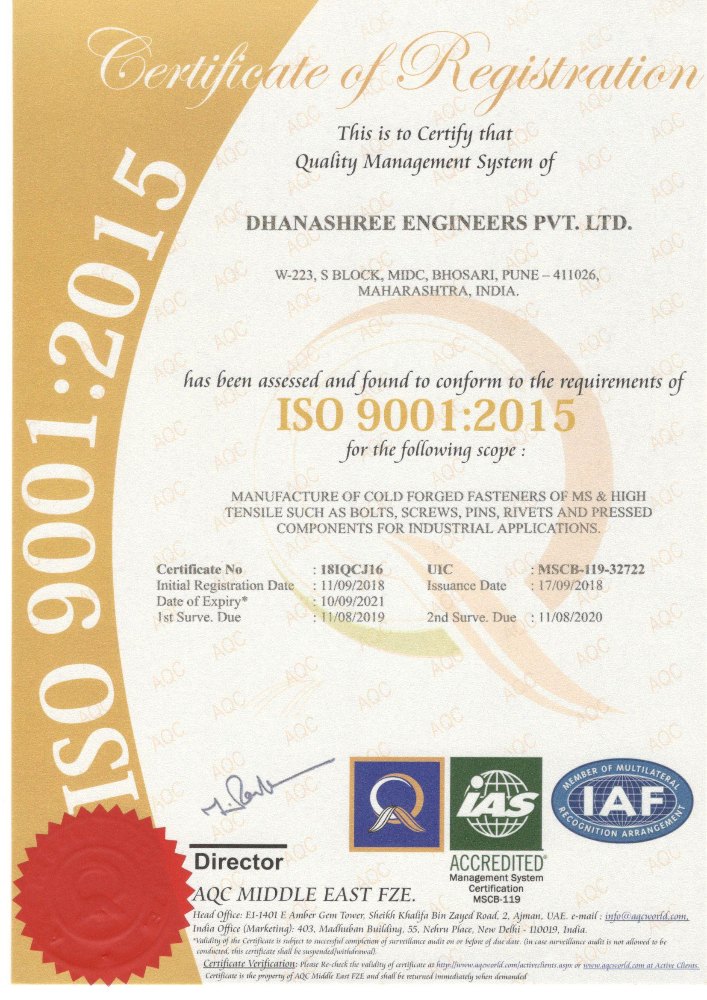 Certificate of Registration
This is to Certify that
Quality Management System of
DHANASHREE ENGINEERS PVT. LTD.
W-223, S BLOCK, MIDC, BHOSARI, PUNE – 411026,
MAHARASHTRA, INDIA.
has been assessed and found to conform to the requirements of
ISO 9001:2015
for the following scope :
MANUFACTURE OF COLD FORGED FASTENERS OF MS & HIGH
TENSILE SUCH AS BOLTS, SCREWS, PINS, RIVETS AND PRESSED
COMPONENTS FOR INDUSTRIAL APPLICATIONS.
Certificate No : 18IQCJ16 UIC : MSCB-119-32722
Initial Registration Date : 11/09/2018 Issuance Date : 17/09/2018
Date of Expiry* : 10/09/2021
1st Surve. Due : 11/08/2019 2nd Surve. Due : 11/08/2020
ISO 9001:2015
IAS
ACCREDITED®
Management System
Certification
MSCB-119
MEMBER OF MULTILATERAL
IAF
RECOGNITION ARRANGEMENT
Director
AQC MIDDLE EAST FZE.
Head Office: E1-1401 E Amber Gem Tower, Sheikh Khalifa Bin Zayed Road, 2, Ajman, UAE. e-mail : info@aqcworld.com,
India Office (Marketing): 403, Madhuban Building, 55, Nehru Place, New Delhi - 110019, India.
*Validity of the Certificate is subject to successful completion of surveillance audit on or before of due date. (in case surveillance audit is not allowed to be
conducted, this certificate shall be suspended/withdrawal).
Certificate Verification: Please Re-check the validity of certificate at http://www.aqcworld.com/activeclients.aspx or www.aqcworld.com at Active Clients.
Certificate is the property of AQC Middle East FZE and shall be returned immediately when demanded